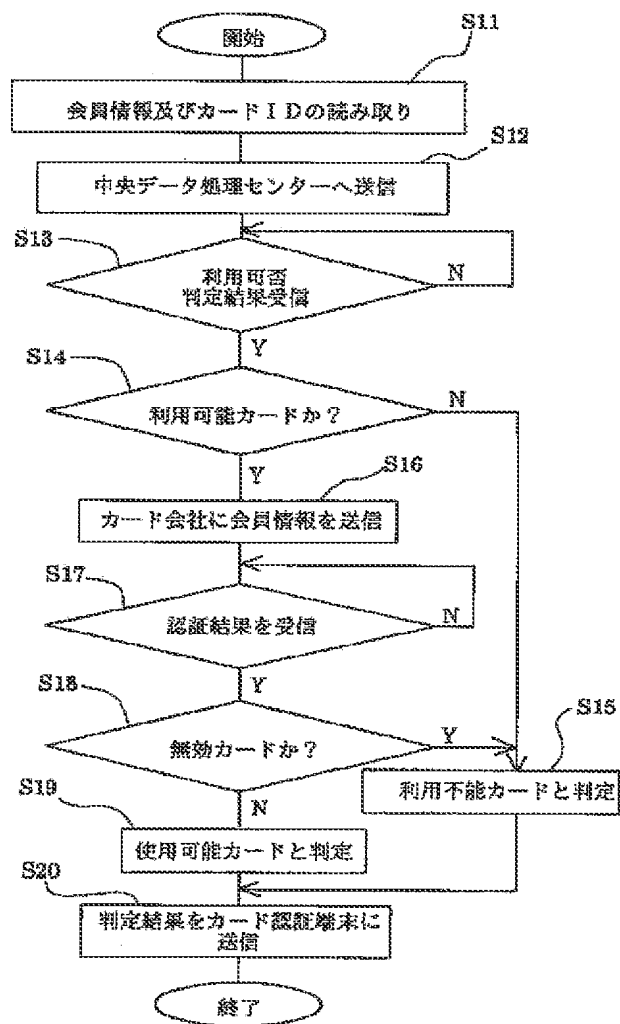 開始
S11
会員情報及びカードＩＤの読み取り
S12
中央データ処理センターへ送信
S13
利用可否
判定結果受信
N
Y
S14
利用可能カードか？
N
Y
S16
カード会社に会員情報を送信
S17
認証結果を受信
N
Y
S18
無効カードか？
Y
S15
利用不能カードと判定
N
S19
使用可能カードと判定
S20
判定結果をカード認証端末に
送信
終了